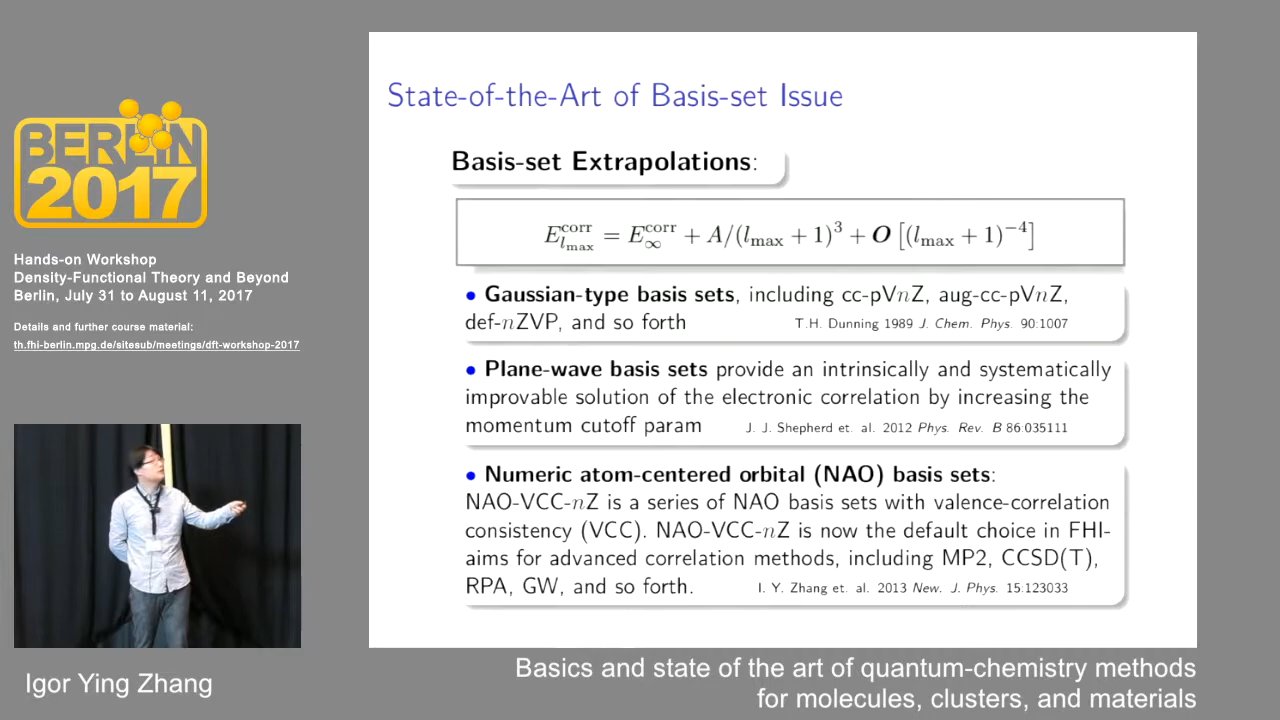 BERLIN
2017
Hands-on Workshop
Density-Functional Theory and Beyond
Berlin, July 31 to August 11, 2017
Details and further course material:
th.fhi-berlin.mpg.de/sitesub/meetings/dft-workshop-2017
State-of-the-Art of Basis-set Issue
Basis-set Extrapolations:
E^{corr}_{l_{max}} = E^{corr}_∞ + A/(l_{max} + 1)^3 + O [(l_{max} + 1)^{-4}]
• Gaussian-type basis sets, including cc-pVnZ, aug-cc-pVnZ,
def-nZVP, and so forth T.H. Dunning 1989 J. Chem. Phys. 90:1007
• Plane-wave basis sets provide an intrinsically and systematically
improvable solution of the electronic correlation by increasing the
momentum cutoff param J. J. Shepherd et. al. 2012 Phys. Rev. B 86:035111
• Numeric atom-centered orbital (NAO) basis sets:
NAO-VCC-nZ is a series of NAO basis sets with valence-correlation
consistency (VCC). NAO-VCC-nZ is now the default choice in FHI-
aims for advanced correlation methods, including MP2, CCSD(T),
RPA, GW, and so forth. I. Y. Zhang et. al. 2013 New. J. Phys. 15:123033
Igor Ying Zhang
Basics and state of the art of quantum-chemistry methods
for molecules, clusters, and materials